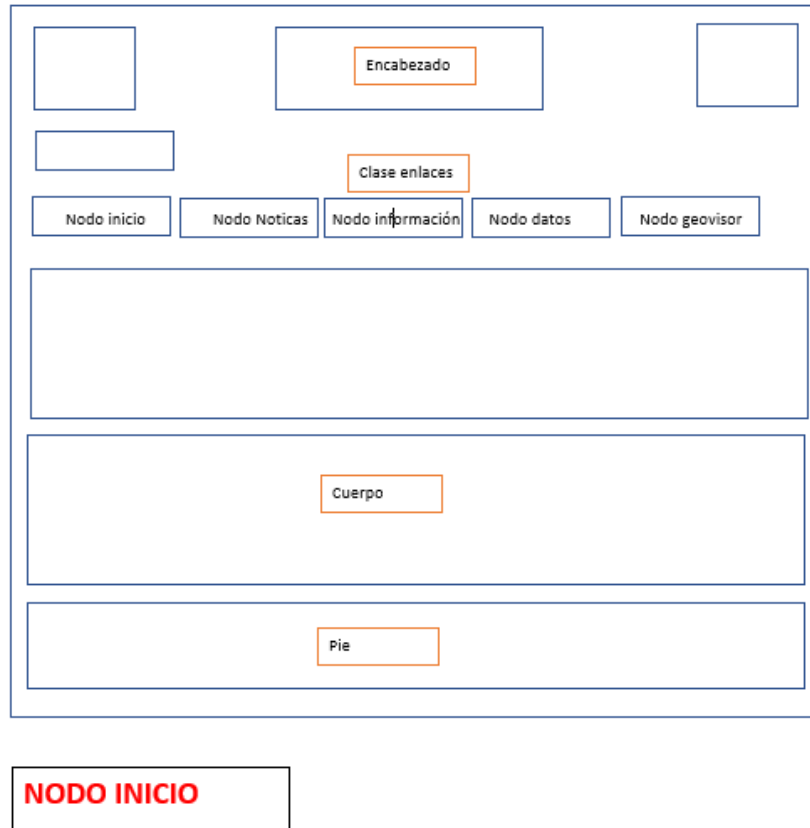 Encabezado
Clase enlaces
Nodo inicio
Nodo Noticas
Nodo información
Nodo datos
Nodo geovisor
Cuerpo
Pie
NODO INICIO